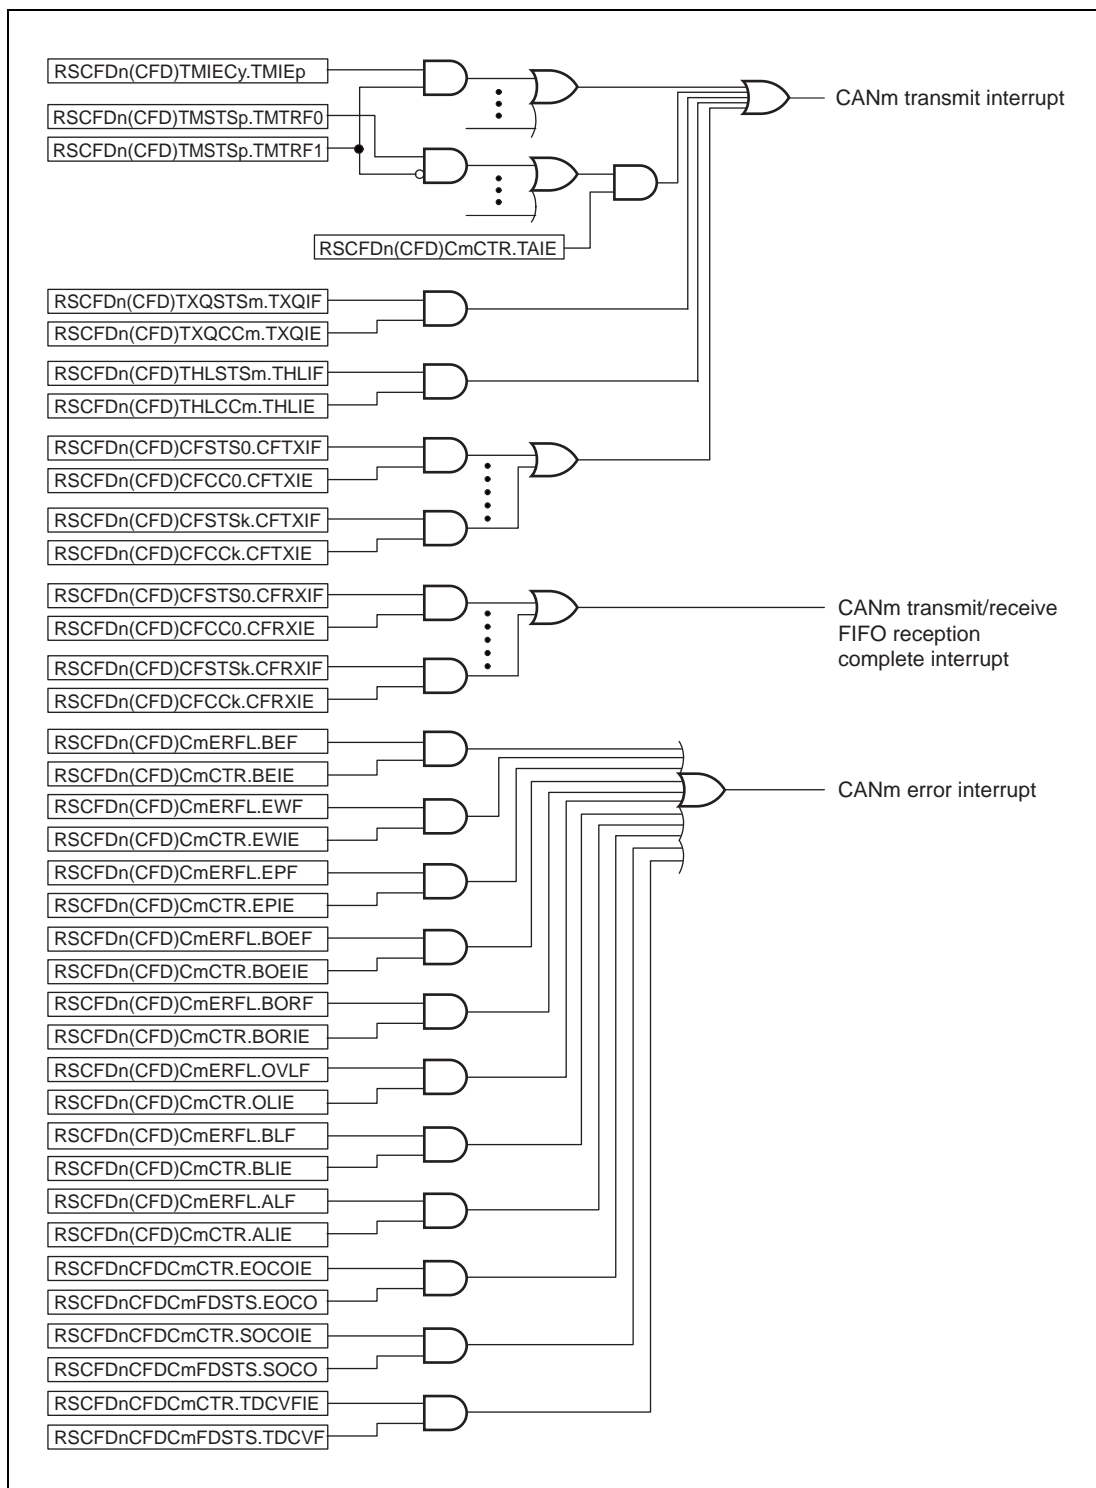 RSCFDn(CFD)TMIECy.TMIEp
CANm transmit interrupt
RSCFDn(CFD)TMSTSp.TMTRF0
RSCFDn(CFD)TMSTSp.TMTRF1
RSCFDn(CFD)CmCTR.TAIE
RSCFDn(CFD)TXQSTSm.TXQIF
RSCFDn(CFD)TXQCCm.TXQIE
RSCFDn(CFD)THLSTSm.THLIF
RSCFDn(CFD)THLCCm.THLIE
RSCFDn(CFD)CFSTS0.CFTXIF
RSCFDn(CFD)CFCC0.CFTXIE
RSCFDn(CFD)CFSTSk.CFTXIF
RSCFDn(CFD)CFCCk.CFTXIE
RSCFDn(CFD)CFSTS0.CFRXIF
RSCFDn(CFD)CFCC0.CFRXIE
RSCFDn(CFD)CFSTSk.CFRXIF
RSCFDn(CFD)CFCCk.CFRXIE
CANm transmit/receive
FIFO reception
complete interrupt
RSCFDn(CFD)CmERFL.BEF
RSCFDn(CFD)CmCTR.BEIE
CANm error interrupt
RSCFDn(CFD)CmERFL.EWF
RSCFDn(CFD)CmCTR.EWIE
RSCFDn(CFD)CmERFL.EPF
RSCFDn(CFD)CmCTR.EPIE
RSCFDn(CFD)CmERFL.BOEF
RSCFDn(CFD)CmCTR.BOEIE
RSCFDn(CFD)CmERFL.BORF
RSCFDn(CFD)CmCTR.BORIE
RSCFDn(CFD)CmERFL.OVLF
RSCFDn(CFD)CmCTR.OLIE
RSCFDn(CFD)CmERFL.BLF
RSCFDn(CFD)CmCTR.BLIE
RSCFDn(CFD)CmERFL.ALF
RSCFDn(CFD)CmCTR.ALIE
RSCFDnCFDCmCTR.EOCOIE
RSCFDnCFDCmFDSTS.EOCO
RSCFDnCFDCmCTR.SOCOIE
RSCFDnCFDCmFDSTS.SOCO
RSCFDnCFDCmCTR.TDCVFIE
RSCFDnCFDCmFDSTS.TDCVF